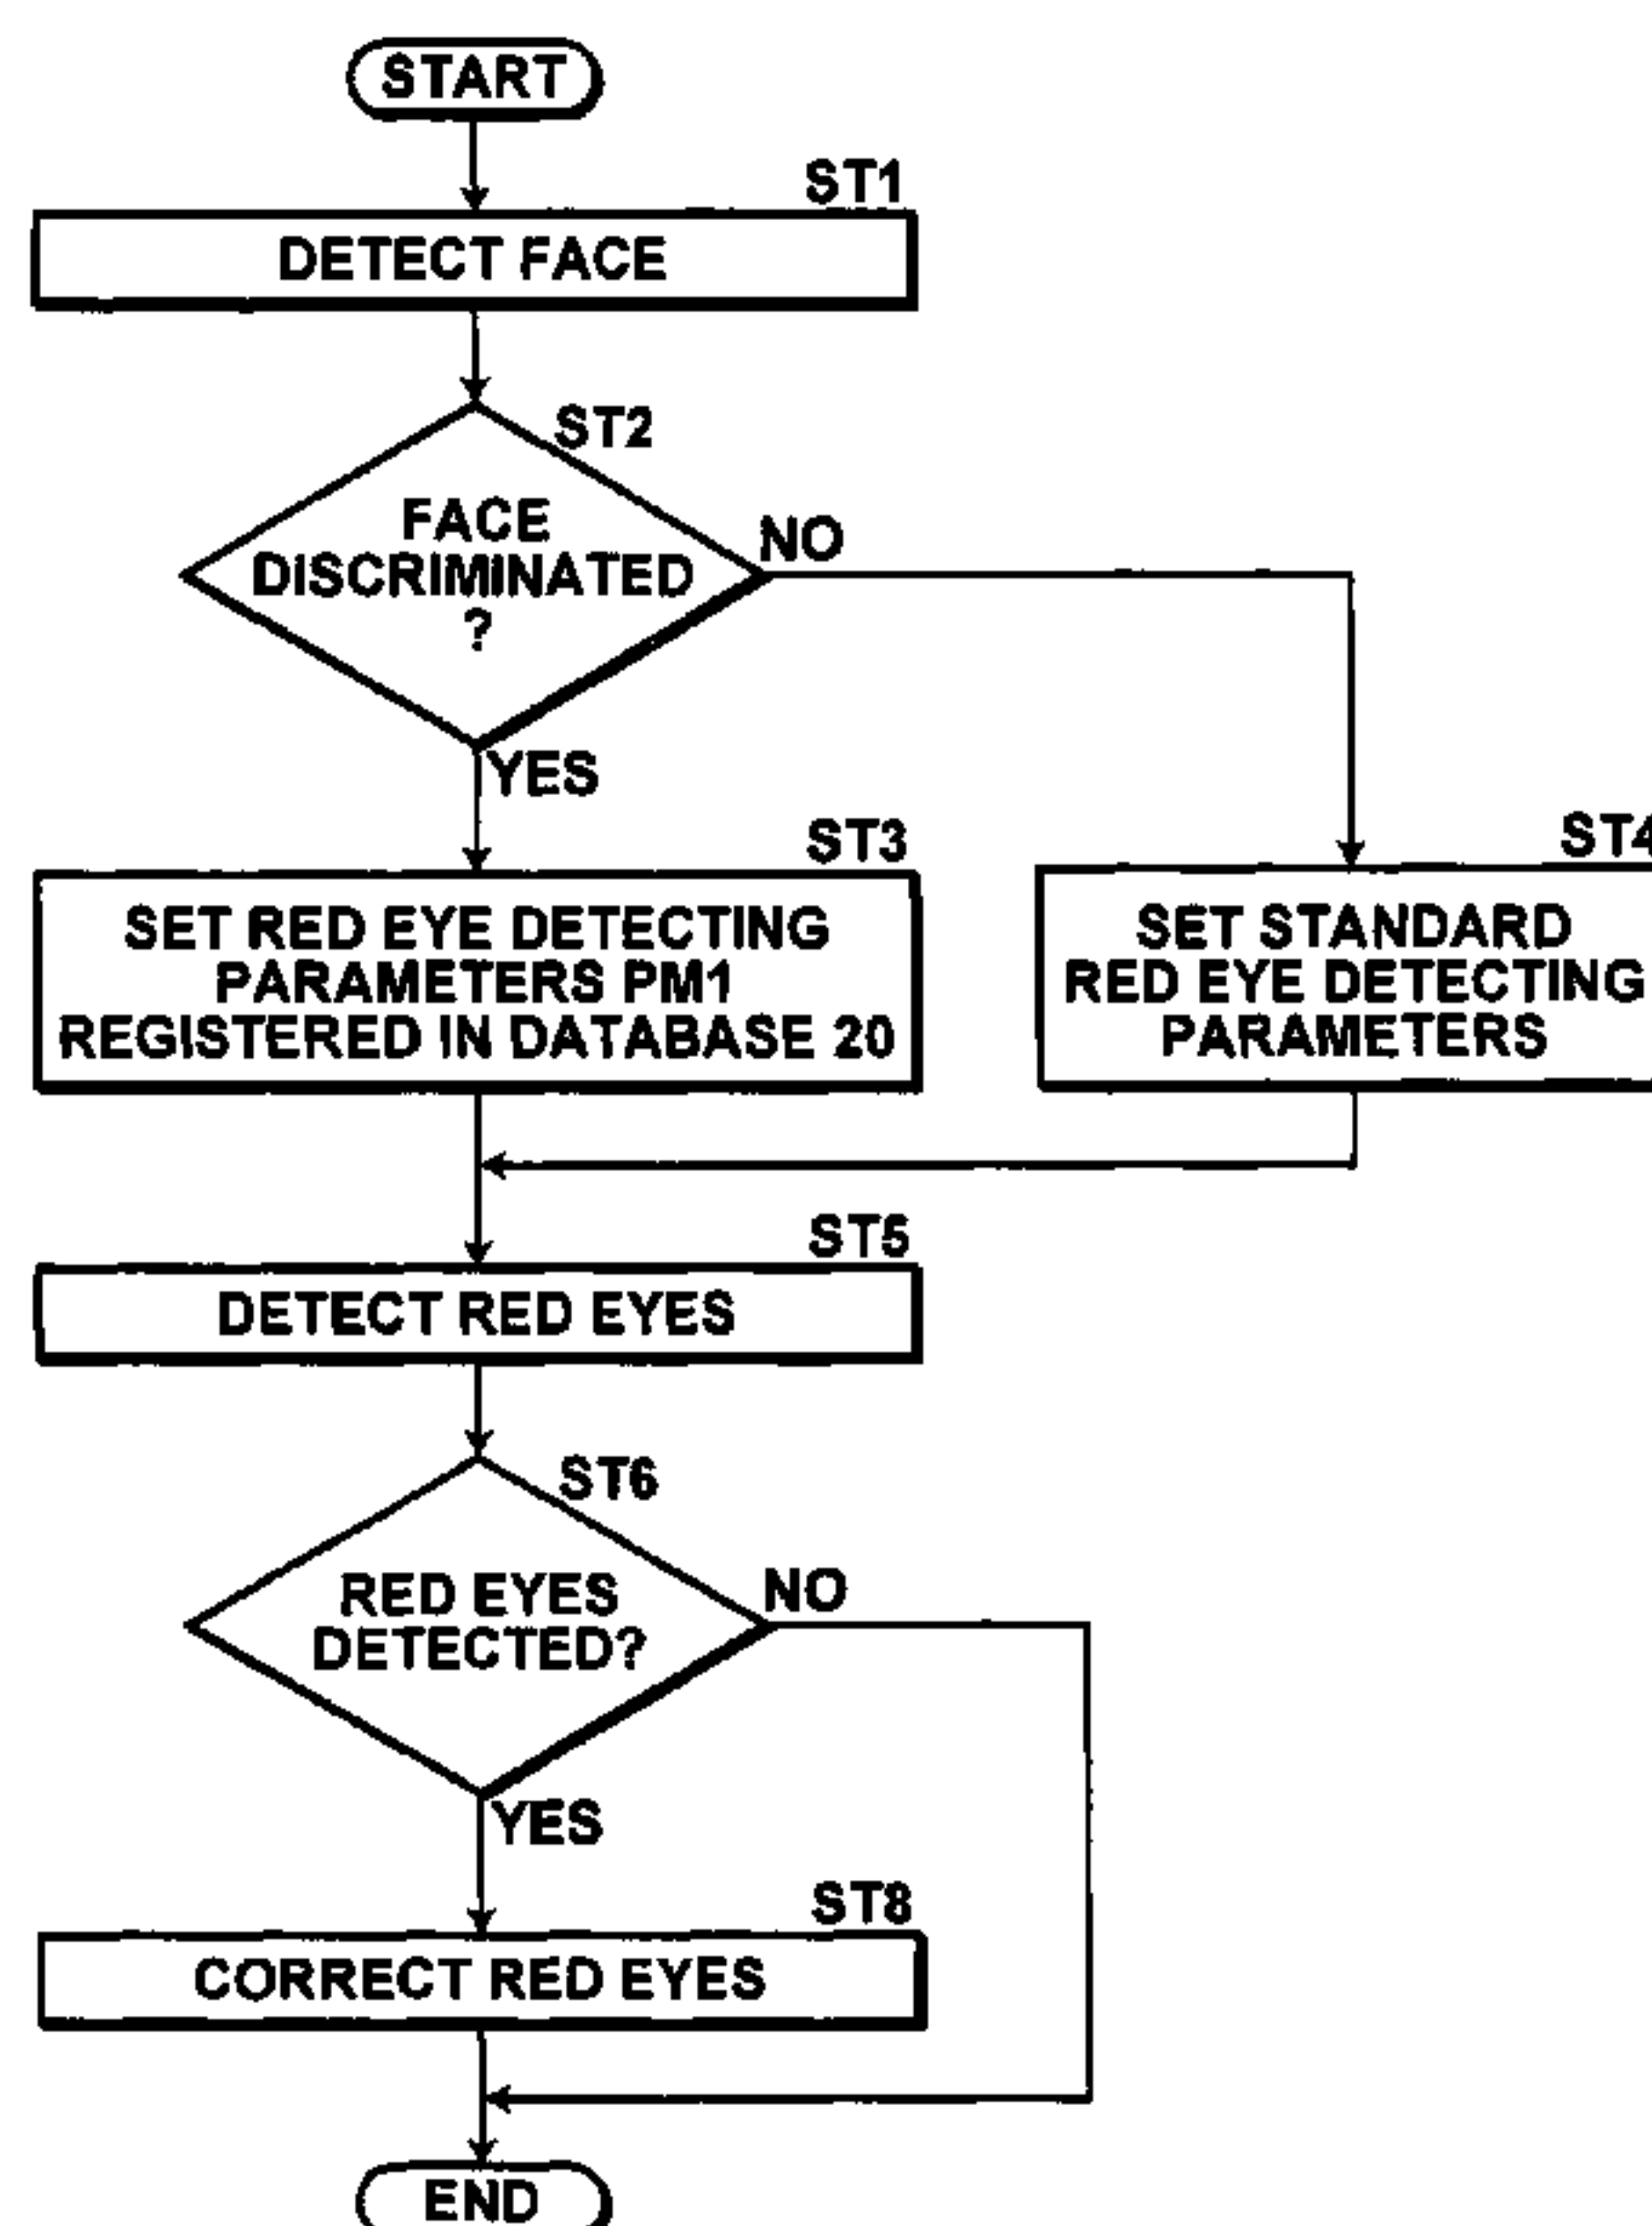 START
ST1
DETECT FACE
ST2
FACE
DISCRIMINATED
?
NO
YES
ST3
SET RED EYE DETECTING
PARAMETERS PM1
REGISTERED IN DATABASE 20
ST4
SET STANDARD
RED EYE DETECTING
PARAMETERS
ST5
DETECT RED EYES
ST6
RED EYES
DETECTED?
NO
YES
ST8
CORRECT RED EYES
END